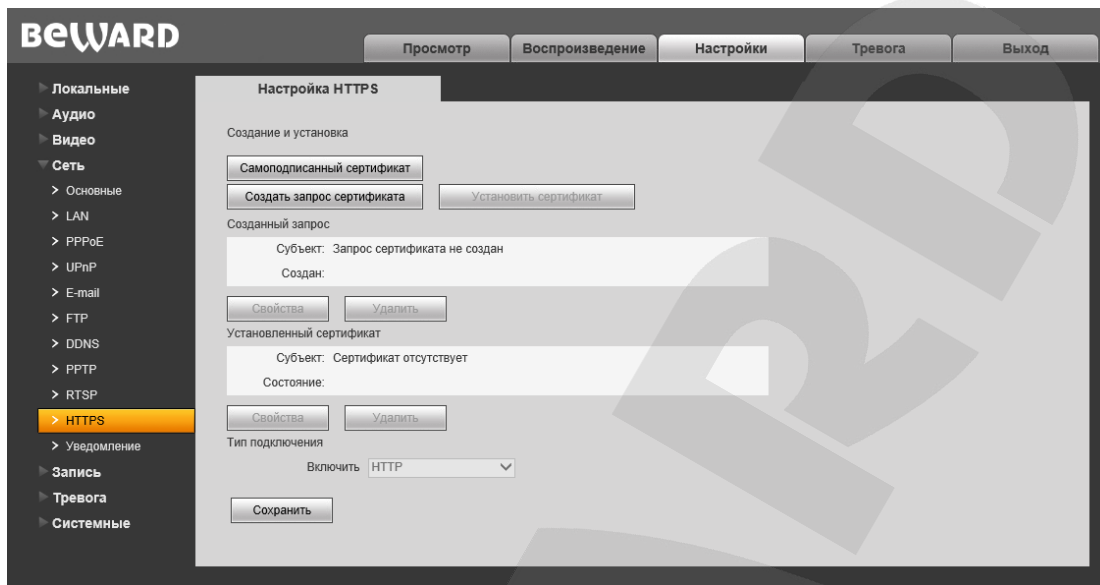 BEWARD
Просмотр
Воспроизведение
Настройки
Тревога
Выход
Локальные
Аудио
Видео
Сеть
> Основные
> LAN
> PPPoE
> UPnP
> E-mail
> FTP
> DDNS
> PPTP
> RTSP
> HTTPS
> Уведомление
Запись
Тревога
Системные
Настройка HTTPS
Создание и установка
Самоподписанный сертификат
Создать запрос сертификата
Установить сертификат
Созданный запрос
Субъект: Запрос сертификата не создан
Создан:
Свойства
Удалить
Установленный сертификат
Субъект: Сертификат отсутствует
Состояние:
Свойства
Удалить
Тип подключения
Включить HTTP
Сохранить